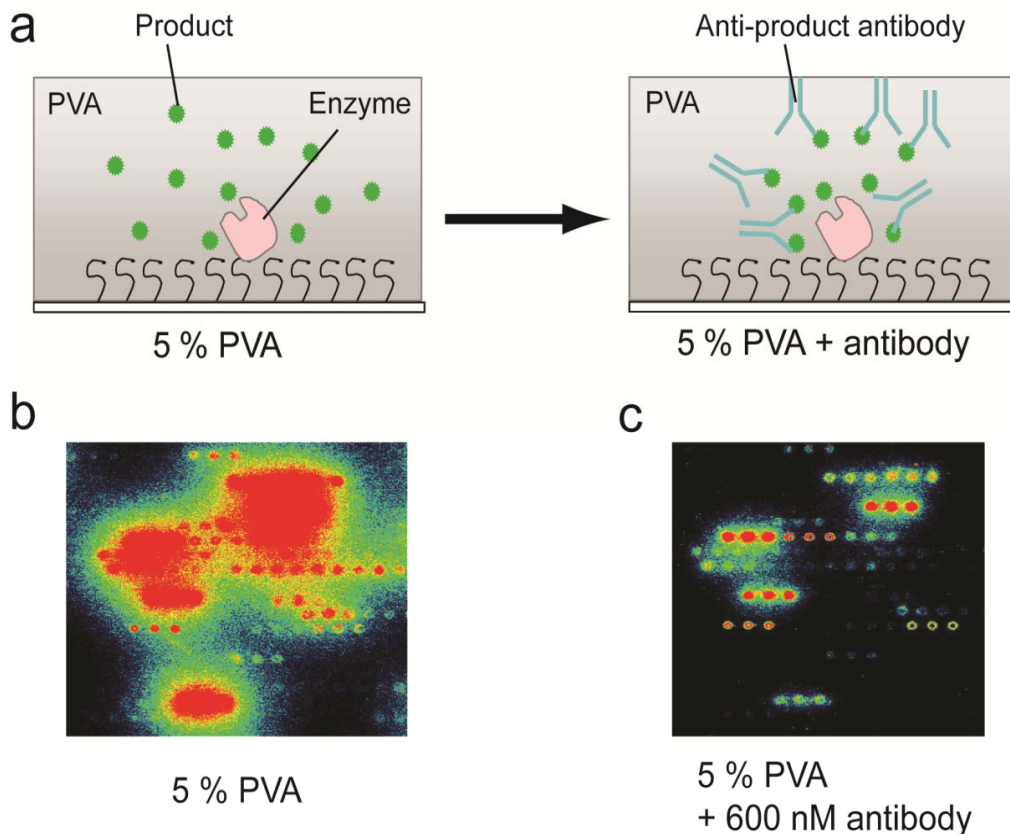 a
Product
Anti-product antibody
PVA
Enzyme
PVA
5 % PVA
5 % PVA + antibody
b
c
5 % PVA
5 % PVA
+ 600 nM antibody